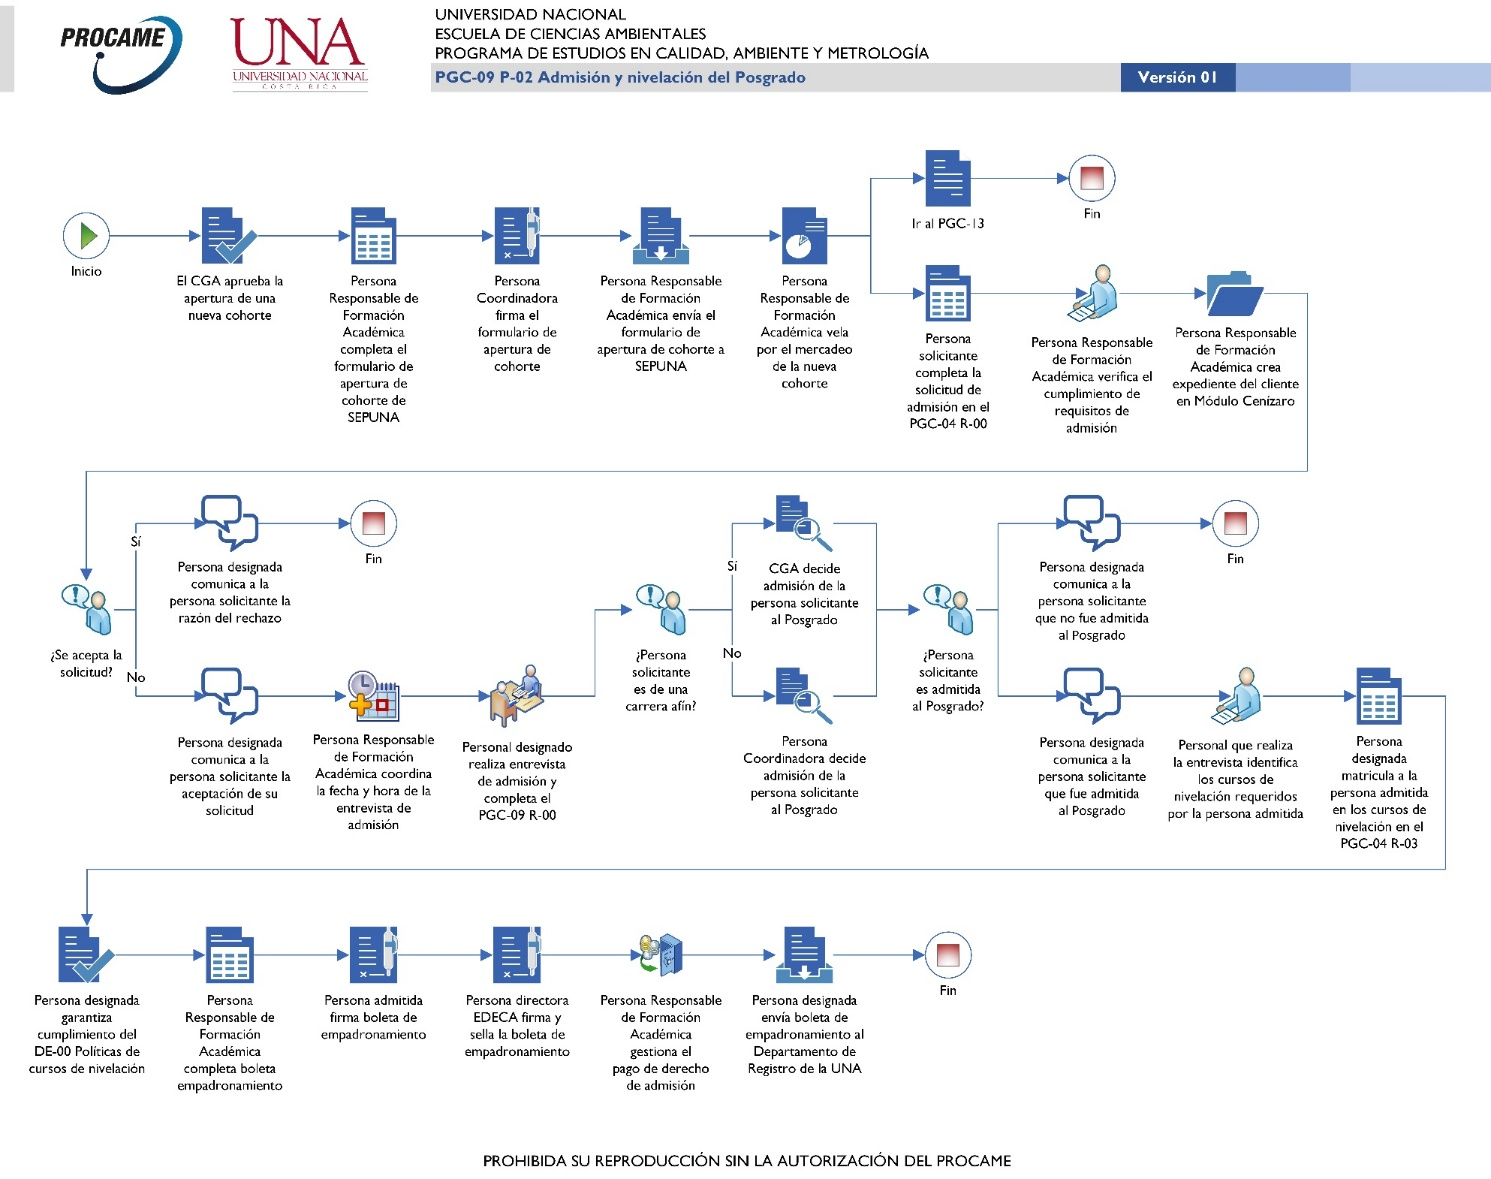 PROCAME
UNA
UNIVERSIDAD NACIONAL
COSTA RICA
UNIVERSIDAD NACIONAL
ESCUELA DE CIENCIAS AMBIENTALES
PROGRAMA DE ESTUDIOS EN CALIDAD, AMBIENTE Y METROLOGÍA
PGC-09 P-02 Admisión y nivelación del Posgrado
Versión 01
Inicio
El CGA aprueba la
apertura de una
nueva cohorte
Persona
Responsable de
Formación
Académica
completa el
formulario de
apertura de
cohorte de
SEPUNA
Persona
Coordinadora
firma el
formulario de
apertura de
cohorte
Persona Responsable
de Formación
Académica envía el
formulario de
apertura de cohorte a
SEPUNA
Persona
Responsable de
Formación
Académica vela
por el mercadeo
de la nueva
cohorte
Ir al PGC-13
Fin
Persona
solicitante
completa la
solicitud de
admisión en el
PGC-04 R-00
Persona Responsable
de Formación
Académica verifica el
cumplimiento de
requisitos de
admisión
Persona Responsable
de Formación
Académica crea
expediente del cliente
en Módulo Cenízaro
¿Se acepta la
solicitud?
Sí
Persona designada
comunica a la
persona solicitante la
razón del rechazo
Fin
No
Persona designada
comunica a la
persona solicitante la
aceptación de su
solicitud
Persona Responsable
de Formación
Académica coordina
la fecha y hora de la
entrevista de
admisión
Personal designado
realiza entrevista
de admisión y
completa el
PGC-09 R-00
¿Persona
solicitante
es de una
carrera afín?
Sí
CGA decide
admisión de la
persona solicitante
al Posgrado
No
Persona
Coordinadora decide
admisión de la
persona solicitante
al Posgrado
¿Persona
solicitante
es admitida
al Posgrado?
Persona designada
comunica a la
persona solicitante
que no fue admitida
al Posgrado
Fin
Persona designada
comunica a la
persona solicitante
que fue admitida
al Posgrado
Personal que realiza
la entrevista identifica
los cursos de
nivelación requeridos
por la persona admitida
Persona
designada
matricula a la
persona admitida
en los cursos de
nivelación en el
PGC-04 R-03
Persona designada
garantiza
cumplimiento del
DE-00 Políticas de
cursos de nivelación
Persona
Responsable de
Formación
Académica
completa boleta
empadronamiento
Persona admitida
firma boleta de
empadronamiento
Persona directora
EDECA firma y
sella la boleta de
empadronamiento
Persona Responsable
de Formación
Académica
gestiona el
pago de derecho
de admisión
Persona designada
envía boleta de
empadronamiento al
Departamento de
Registro de la UNA
Fin
PROHIBIDA SU REPRODUCCIÓN SIN LA AUTORIZACIÓN DEL PROCAME